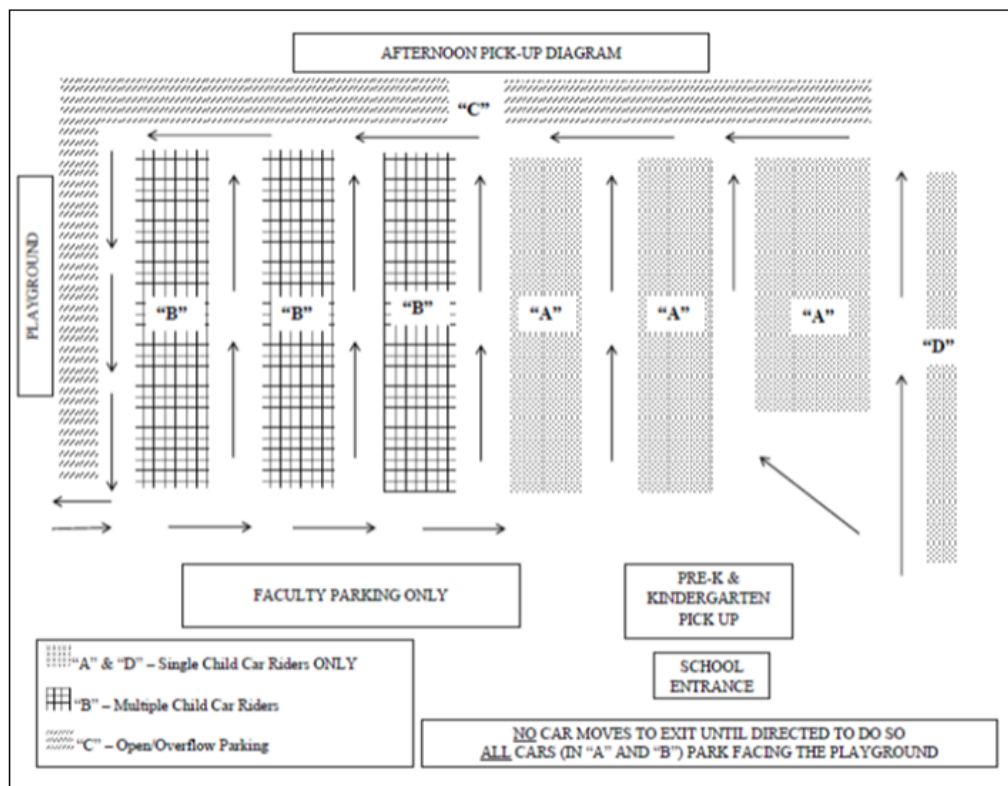 AFTERNOON PICK-UP DIAGRAM
“C”
PLAYGROUND
“B”
“B”
“B”
“A”
“A”
“A”
“D”
FACULTY PARKING ONLY
PRE-K &
KINDERGARTEN
PICK UP
SCHOOL
ENTRANCE
“A” & “D” – Single Child Car Riders ONLY
“B” – Multiple Child Car Riders
“C” – Open/Overflow Parking
NO CAR MOVES TO EXIT UNTIL DIRECTED TO DO SO
ALL CARS (IN “A” AND “B”) PARK FACING THE PLAYGROUND